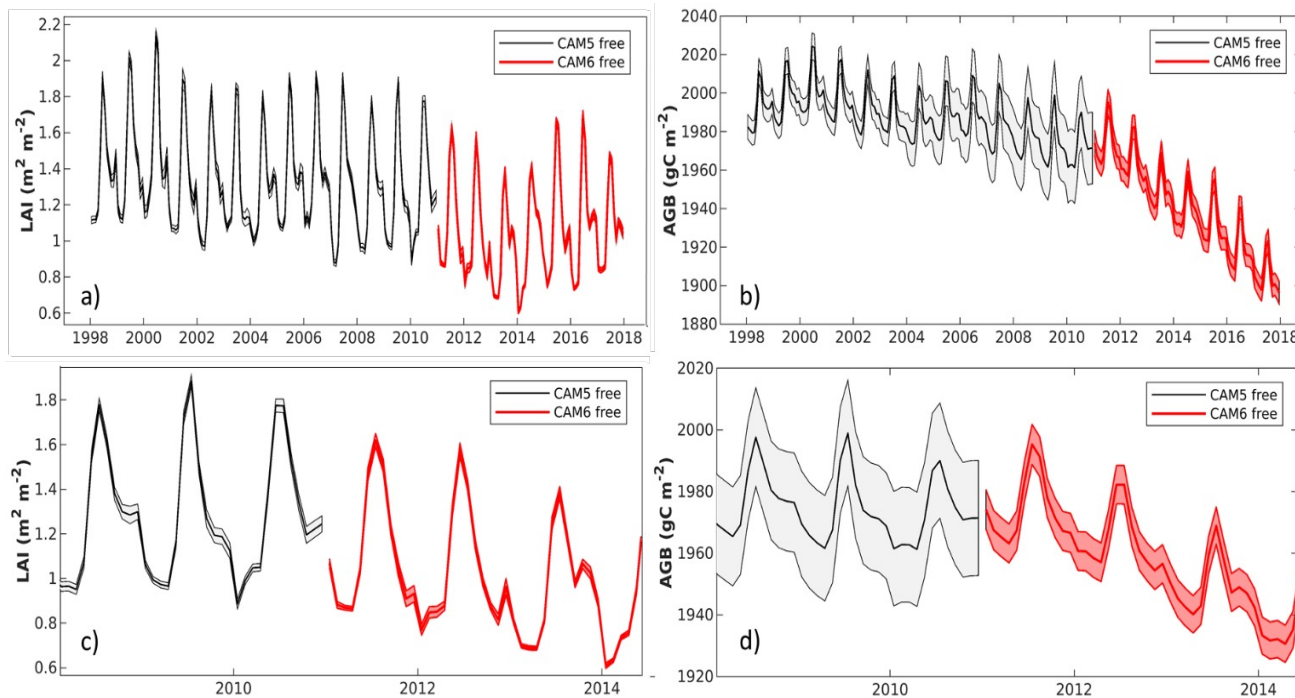 2.2
2
1.8
1.6
1.4
1.2
1
0.8
0.6
LAI (m² m⁻²)
CAM5 free
CAM6 free
a)
1998 2000 2002 2004 2006 2008 2010 2012 2014 2016 2018
2040
2020
2000
1980
1960
1940
1920
1900
1880
AGB (gC m⁻²)
CAM5 free
CAM6 free
b)
1998 2000 2002 2004 2006 2008 2010 2012 2014 2016 2018
1.8
1.6
1.4
1.2
1
0.8
0.6
LAI (m² m⁻²)
CAM5 free
CAM6 free
c)
2010 2012 2014
2020
2000
1980
1960
1940
1920
AGB (gC m⁻²)
CAM5 free
CAM6 free
d)
2010 2012 2014